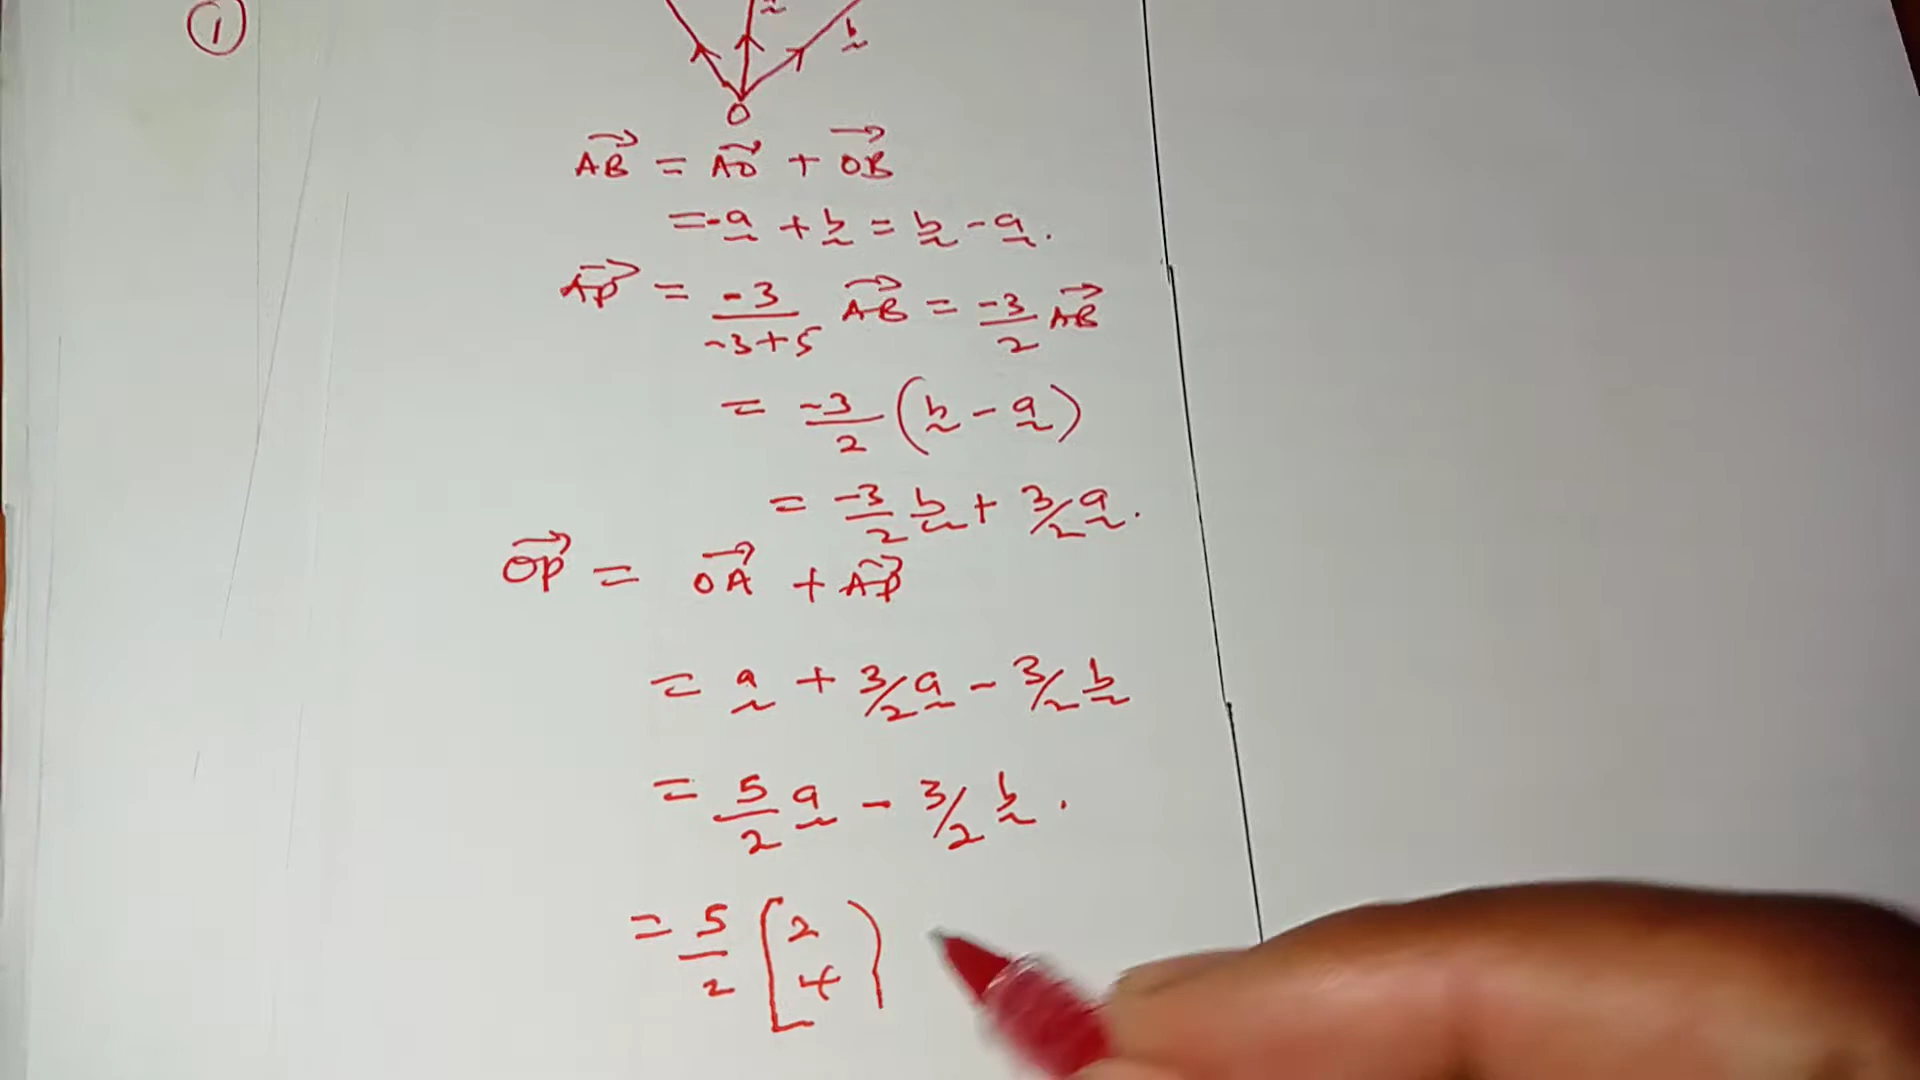 ①
a b
O
AB = AO + OB
= -a + b = b - a.
AP = -3/-3+5 AB = -3/2 AB
= -3/2 (b - a)
= -3/2 b + 3/2 a.
OP = OA + AP
= a + 3/2 a - 3/2 b
= 5/2 a - 3/2 b.
= 5/2 [2 4)